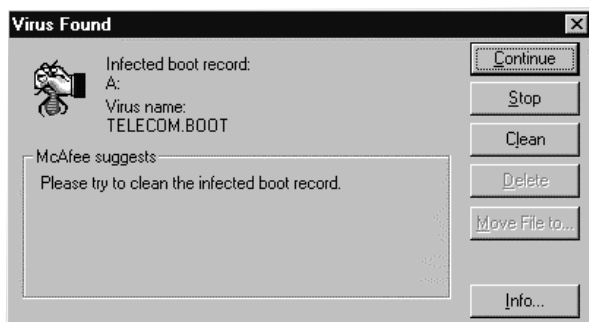 Virus Found
Infected boot record:
A:
Virus name:
TELECOM.BOOT
McAfee suggests
Please try to clean the infected boot record.
Continue
Stop
Clean
Delete
Move File to...
Info...